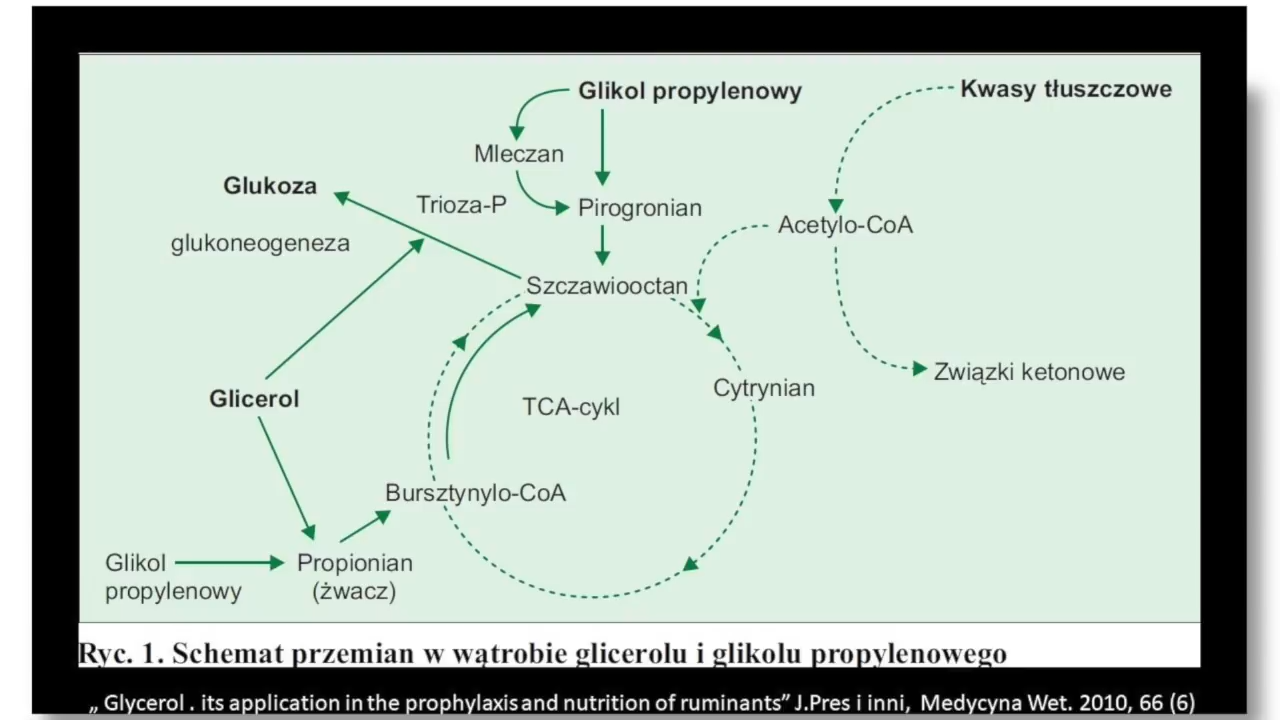 Glikol propylenowy
Kwasy tłuszczowe
Mleczan
Glukoza
Trioza-P
Pirogronian
Acetylo-CoA
glukoneogeneza
Szczawiooctan
Związki ketonowe
Cytrynian
Glicerol
TCA-cykl
Bursztynylo-CoA
Glikol
propylenowy
Propionian
(żwacz)
Ryc. 1. Schemat przemian w wątrobie glicerolu i glikolu propylenowego
„ Glycerol . its application in the prophylaxis and nutrition of ruminants” J.Pres i inni, Medycyna Wet. 2010, 66 (6)